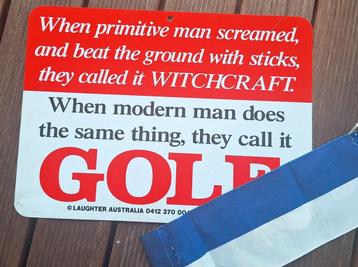 When primitive man screamed,
and beat the ground with sticks,
they called it WITCHCRAFT.
When modern man does
the same thing, they call it
GOLF
© LAUGHTER AUSTRALIA 0412 370 00